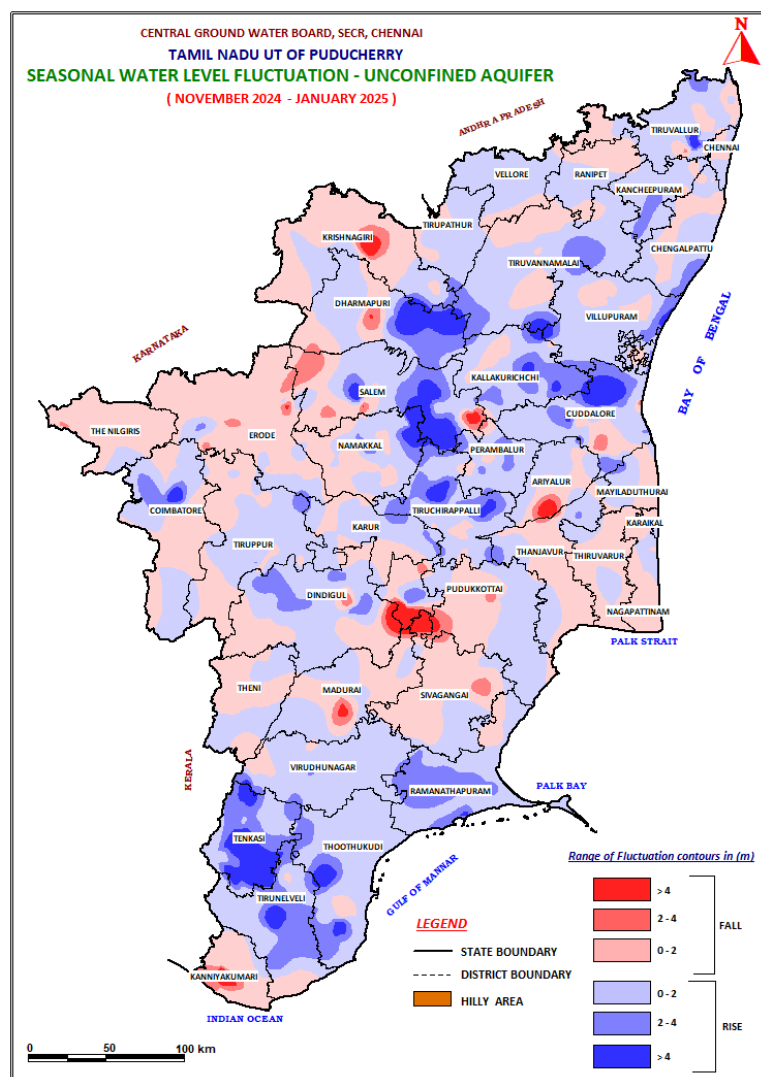 CENTRAL GROUND WATER BOARD, SECR, CHENNAI
TAMIL NADU UT OF PUDUCHERRY
SEASONAL WATER LEVEL FLUCTUATION - UNCONFINED AQUIFER
( NOVEMBER 2024 - JANUARY 2025 )
N
ANDHRA PRADESH
TIRUVALLUR
CHENNAI
VELLORE
RANIPET
KANCHEEPURAM
TIRUPATHUR
KRISHNAGIRI
CHENGALPATTU
TIRUVANNAMALAI
DHARMAPURI
VILLUPURAM
BAY OF BENGAL
KARNATAKA
KALLAKURICHCHI
SALEM
CUDDALORE
THE NILGIRIS
ERODE
NAMAKKAL
PERAMBALUR
ARIYALUR
MAYILADUTHURAI
COIMBATORE
TIRUCHIRAPPALLI
KARUR
KARAIKAL
TIRUPPUR
THANJAVUR
THIRUVARUR
DINDIGUL
PUDUKKOTTAI
NAGAPATTINAM
PALK STRAIT
THENI
MADURAI
SIVAGANGAI
KERALA
VIRUDHUNAGAR
RAMANATHAPURAM
PALK BAY
TENKASI
THOOTHUKUDI
GULF OF MANNAR
TIRUNELVELI
KANNIYAKUMARI
INDIAN OCEAN
Range of Fluctuation contours in (m)
> 4
2 - 4
0 - 2
FALL
0 - 2
2 - 4
> 4
RISE
LEGEND
STATE BOUNDARY
DISTRICT BOUNDARY
HILLY AREA
0 50 100 km